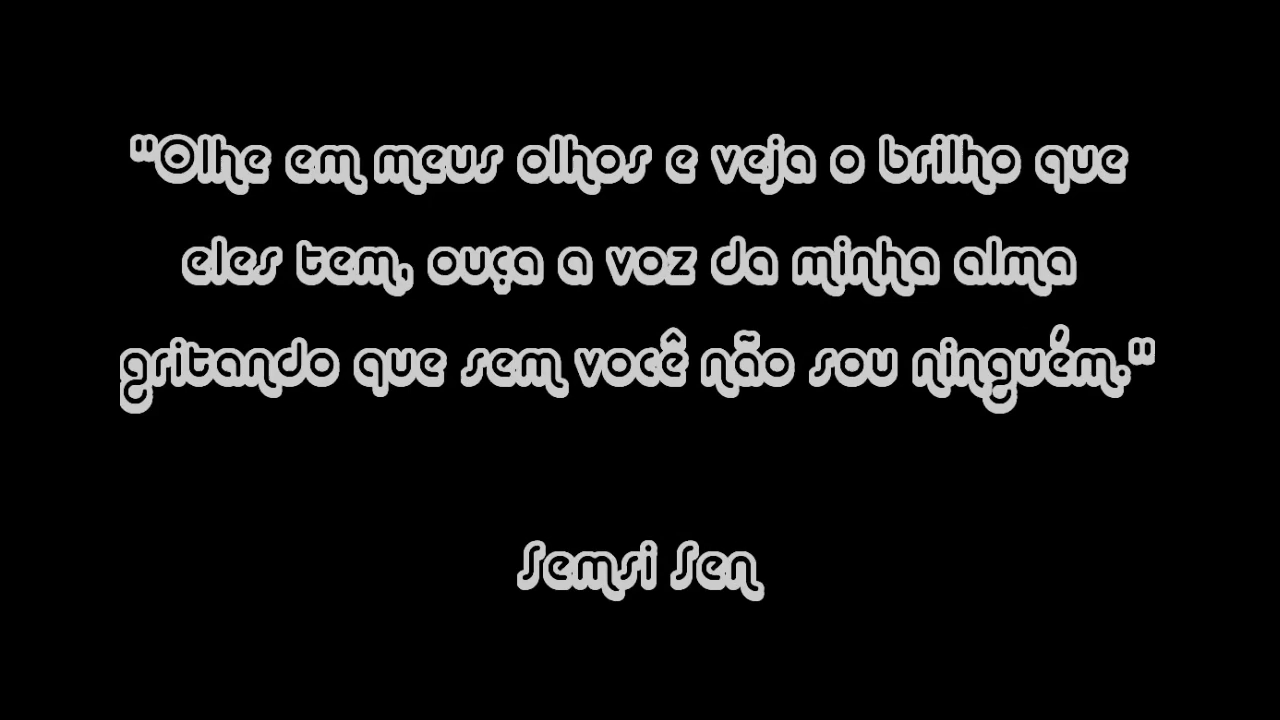 "Olhe em meus olhos e veja o brilho que
eles tem, ouça a voz da minha alma
gritando que sem você não sou ninguém."
Semsi Sen